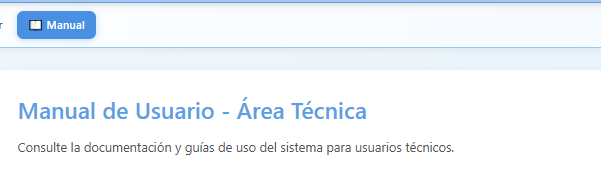 r
Manual
Manual de Usuario - Área Técnica
Consulte la documentación y guías de uso del sistema para usuarios técnicos.